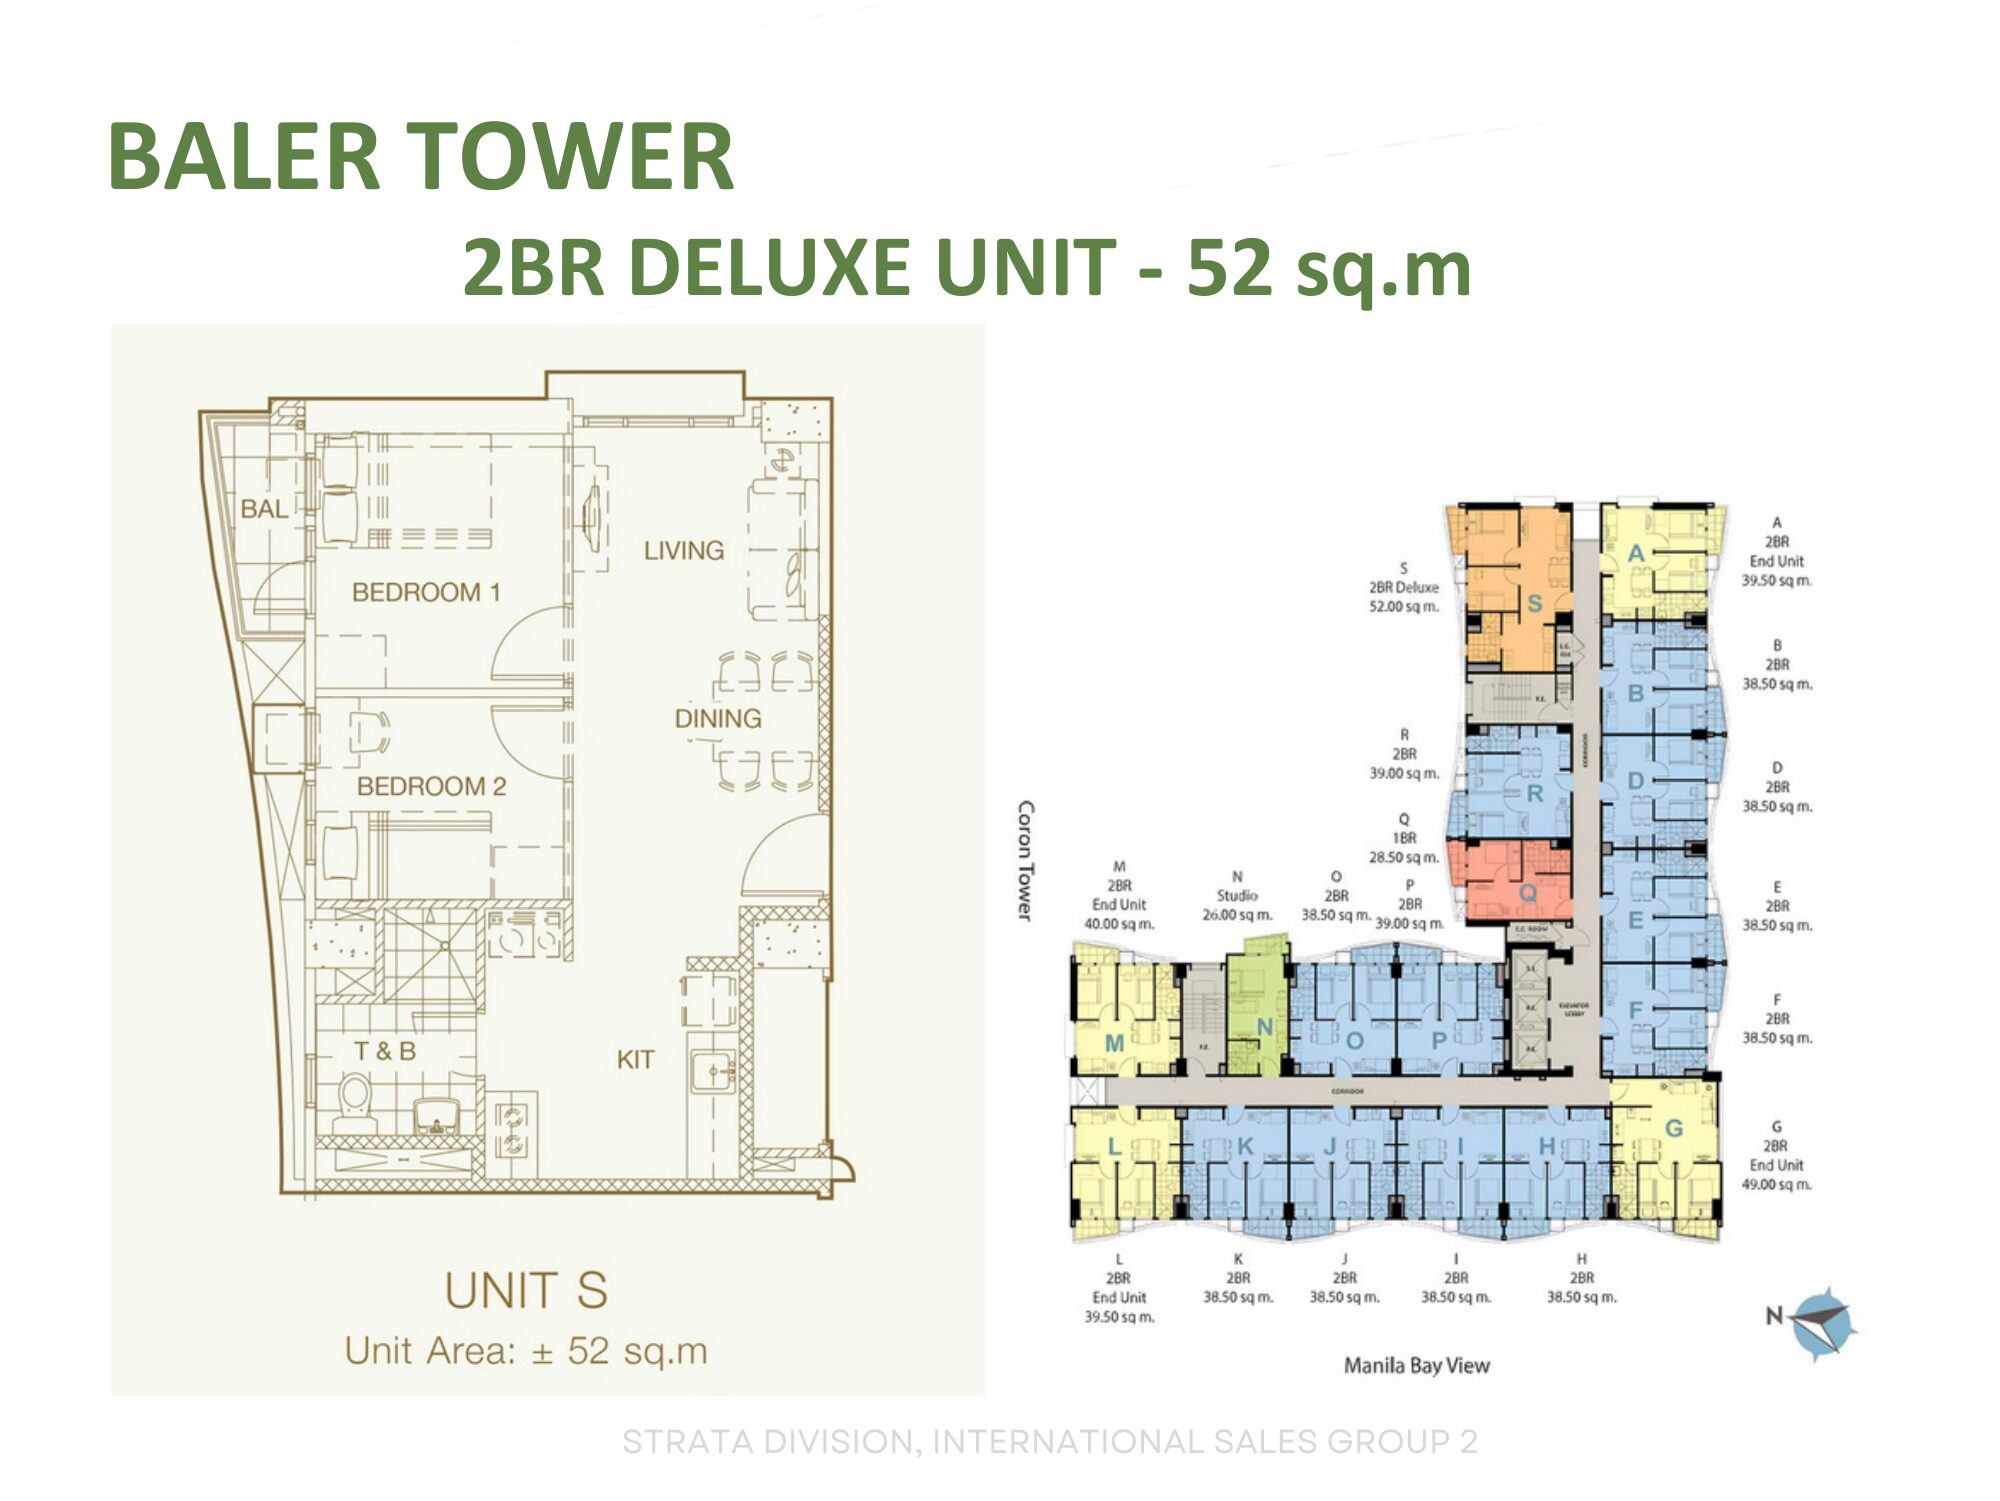 BALER TOWER
2BR DELUXE UNIT - 52 sq.m
BAL
BEDROOM 1
LIVING
DINING
BEDROOM 2
T & B
KIT
UNIT S
Unit Area: ± 52 sq.m
S
2BR Deluxe
52.00 sq m.
R
2BR
39.00 sq m.
Q
1BR
28.50 sq m.
P
2BR
39.00 sq m.
O
2BR
38.50 sq m.
N
Studio
26.00 sq m.
M
2BR
End Unit
40.00 sq m.
Coron Tower
A
2BR
End Unit
39.50 sq m.
B
2BR
38.50 sq m.
D
2BR
38.50 sq m.
E
2BR
38.50 sq m.
F
2BR
38.50 sq m.
G
2BR
End Unit
49.00 sq m.
S
A
B
R
D
Q
E
F
M
N
O
P
L
K
J
I
H
G
CORRIDOR
CORRIDOR
ELEVATOR
LOBBY
E.E. ROOM
F.E.
F.E.
L
2BR
End Unit
39.50 sq m.
K
2BR
38.50 sq m.
J
2BR
38.50 sq m.
I
2BR
38.50 sq m.
H
2BR
38.50 sq m.
N
Manila Bay View
STRATA DIVISION, INTERNATIONAL SALES GROUP 2